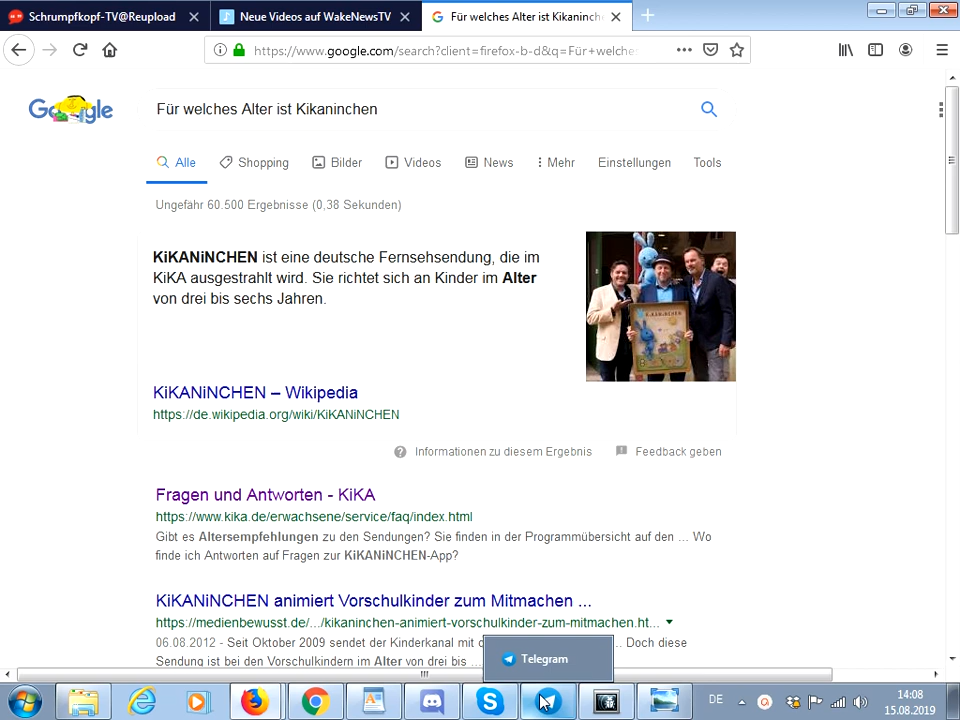 Schrumpfkopf-TV@Reupload
Neue Videos auf WakeNewsTV
Für welches Alter ist Kikaninch
https://www.google.com/search?client=firefox-b-d&q=Für+welches
Google
Für welches Alter ist Kikaninchen
Alle Shopping Bilder Videos News Mehr Einstellungen Tools
Ungefähr 60.500 Ergebnisse (0,38 Sekunden)
KiKANiNCHEN ist eine deutsche Fernsehsendung, die im
KiKA ausgestrahlt wird. Sie richtet sich an Kinder im Alter
von drei bis sechs Jahren.
KiKANiNCHEN
KiKANiNCHEN – Wikipedia
https://de.wikipedia.org/wiki/KiKANiNCHEN
Informationen zu diesem Ergebnis Feedback geben
Fragen und Antworten - KiKA
https://www.kika.de/erwachsene/service/faq/index.html
Gibt es Altersempfehlungen zu den Sendungen? Sie finden in der Programmübersicht auf den ... Wo
finde ich Antworten auf Fragen zur KiKANiNCHEN-App?
KiKANiNCHEN animiert Vorschulkinder zum Mitmachen ...
https://medienbewusst.de/.../kikaninchen-animiert-vorschulkinder-zum-mitmachen.ht...
06.08.2012 - Seit Oktober 2009 sendet der Kinderkanal mit ... Doch diese
Sendung ist bei den Vorschulkindern im Alter von drei bis ...
Telegram
DE
14:08
15.08.2019